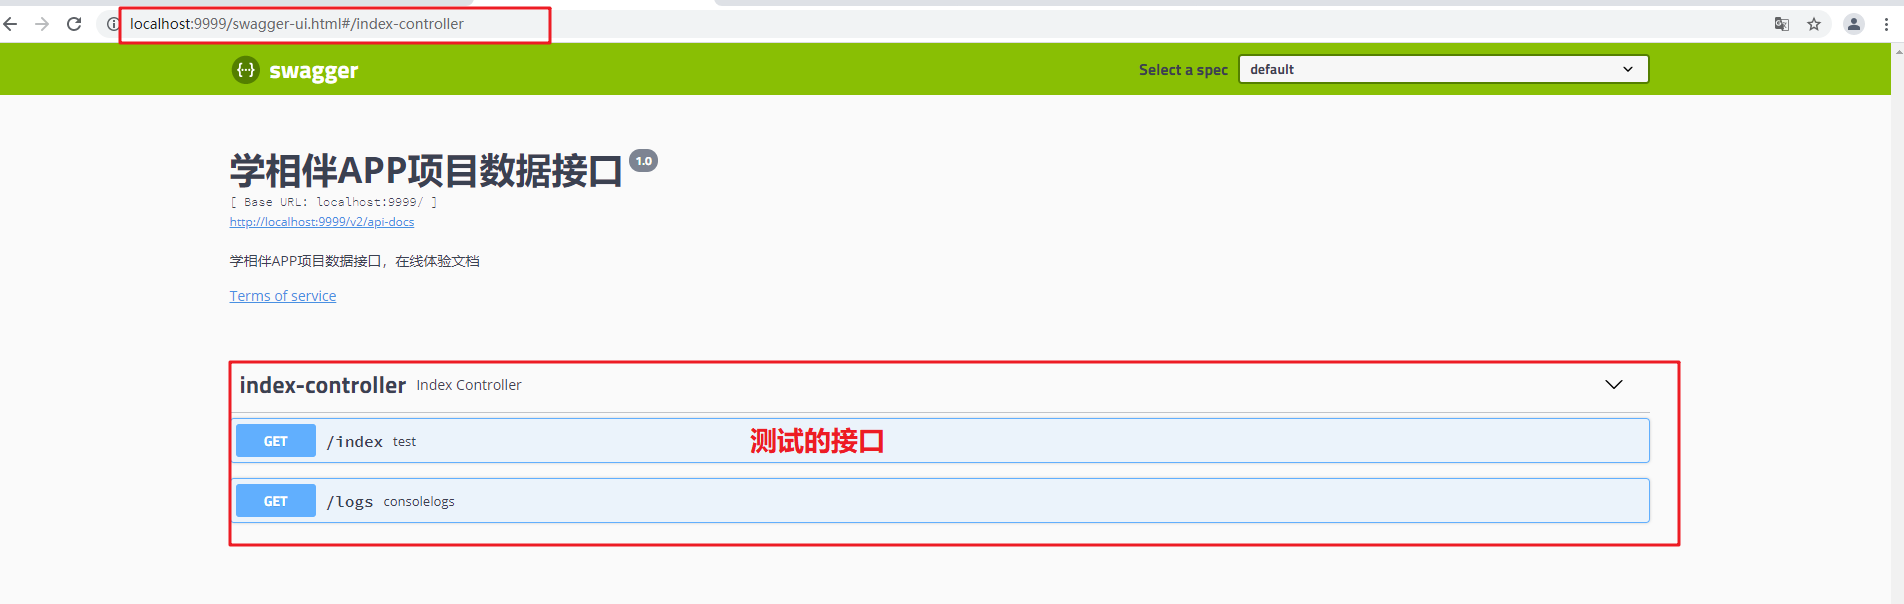 localhost:9999/swagger-ui.html#/index-controller
{···} swagger
Select a spec default
学相伴APP项目数据接口 1.0
[ Base URL: localhost:9999/ ]
http://localhost:9999/v2/api-docs
学相伴APP项目数据接口，在线体验文档
Terms of service
index-controller Index Controller
GET /index test 测试的接口
GET /logs consolelogs